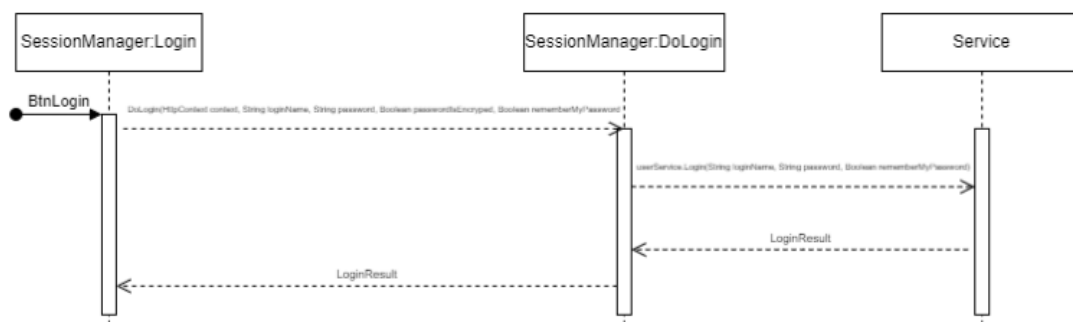 SessionManager:Login
SessionManager:DoLogin
Service
BtnLogin
DoLogin(HttpContext context, String loginName, String password, Boolean passwordIsEncryped, Boolean rememberMyPassword
userService.Login(String loginName, String password, Boolean rememberMyPassword)
LoginResult
LoginResult